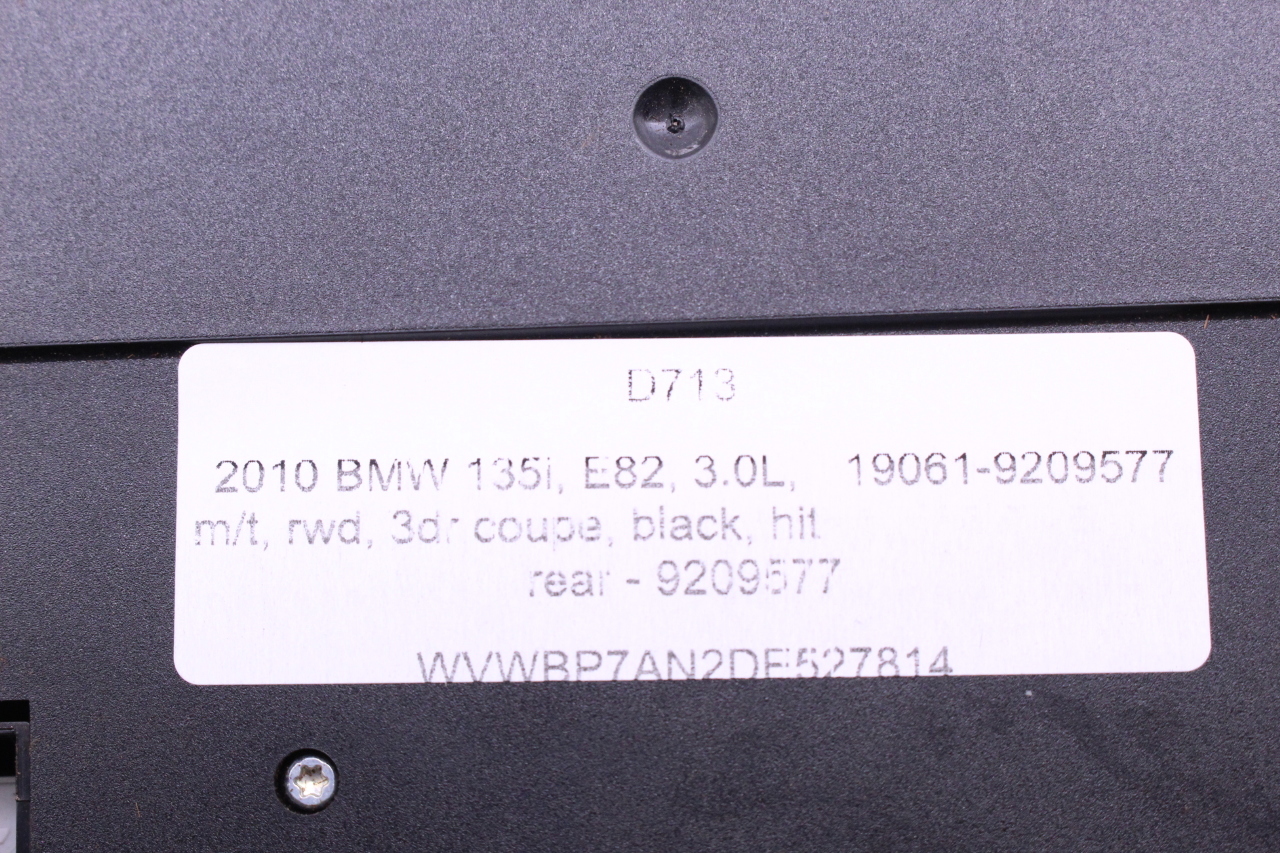 D713
2010 BMW 135i, E82, 3.0L, 19061-9209577
m/t, rwd, 3dr coupe, black, hit
rear - 9209577
WVWBP7AN2DE527814